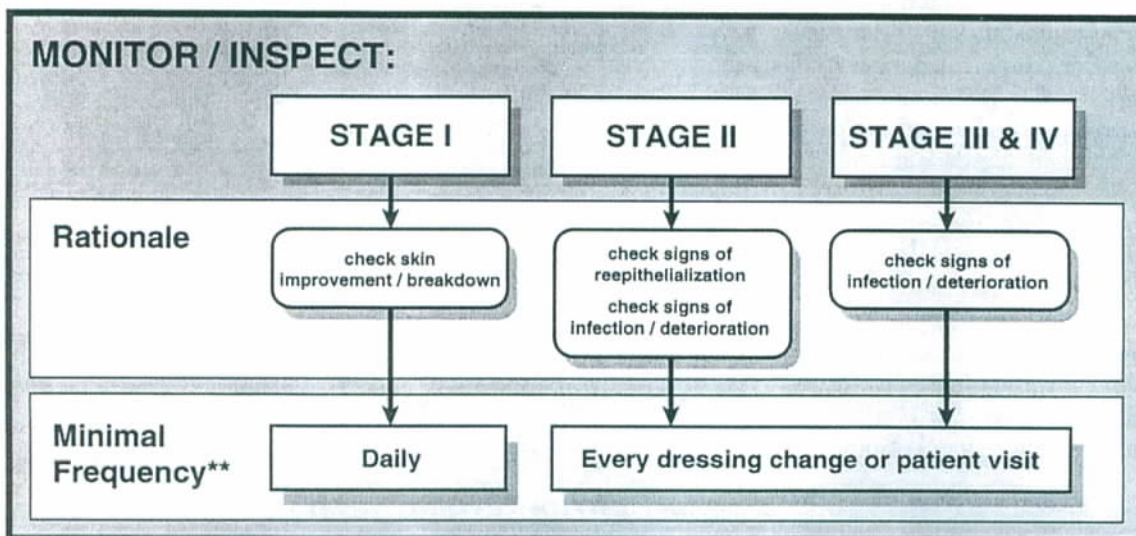 MONITOR / INSPECT:
STAGE I
STAGE II
STAGE III & IV
Rationale
check skin
improvement / breakdown
check signs of
reepithelialization
check signs of
infection / deterioration
check signs of
infection / deterioration
Minimal
Frequency**
Daily
Every dressing change or patient visit